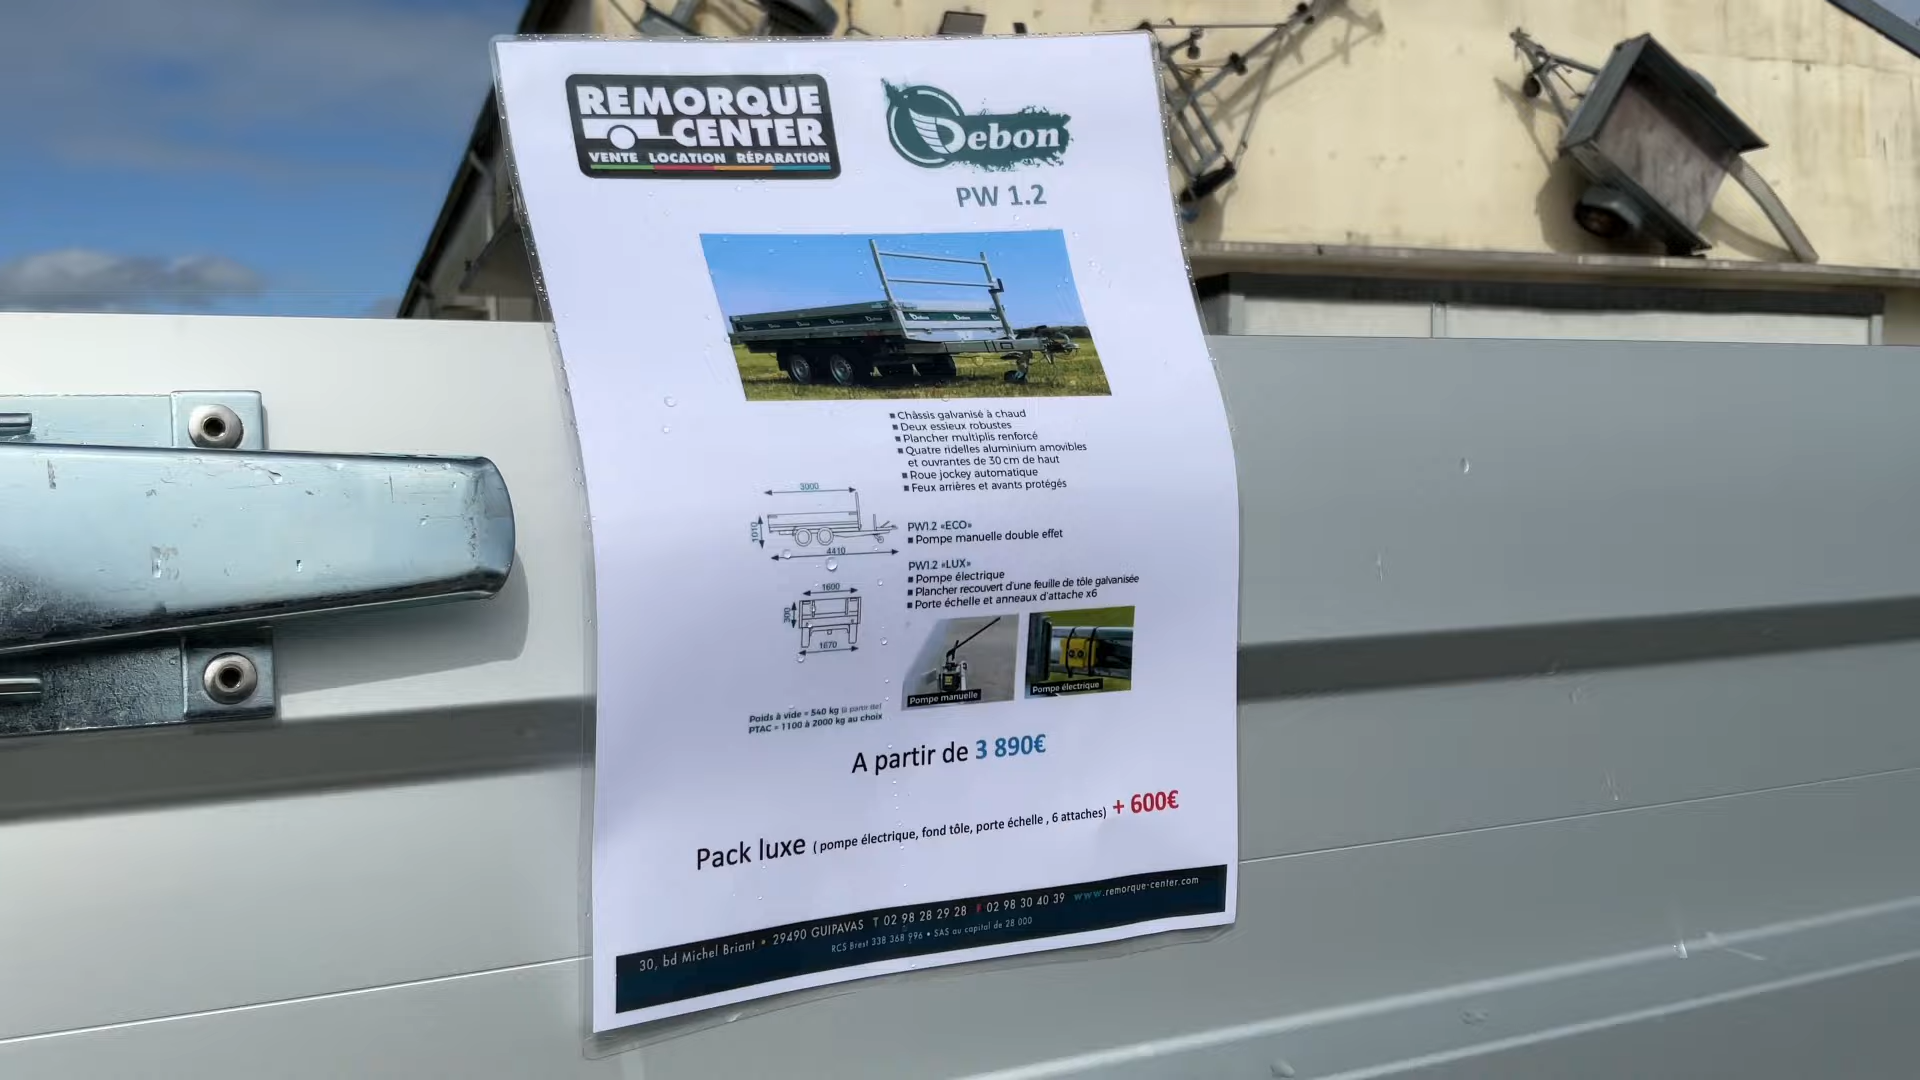 REMORQUE
CENTER
VENTE LOCATION RÉPARATION
Debon
PW 1.2
■ Châssis galvanisé à chaud
■ Deux essieux robustes
■ Plancher multiplis renforcé
■ Quatre ridelles aluminium amovibles
et ouvrantes de 30 cm de haut
■ Roue jockey automatique
■ Feux arrières et avants protégés
3000
1010
4410
PW1.2 «ECO»
■ Pompe manuelle double effet
PW1.2 «LUX»
■ Pompe électrique
■ Plancher recouvert d'une feuille de tôle galvanisée
■ Porte échelle et anneaux d'attache x6
1600
300
1670
Pompe manuelle
Pompe électrique
Poids à vide = 540 kg (à partir de)
PTAC = 1100 à 2000 kg au choix
A partir de 3 890€
Pack luxe ( pompe électrique, fond tôle, porte échelle , 6 attaches) + 600€
30, bd Michel Briant • 29490 GUIPAVAS T 02 98 28 29 28 F 02 98 30 40 39 www.remorque-center.com
RCS Brest 338 368 996 • SAS au capital de 28 000